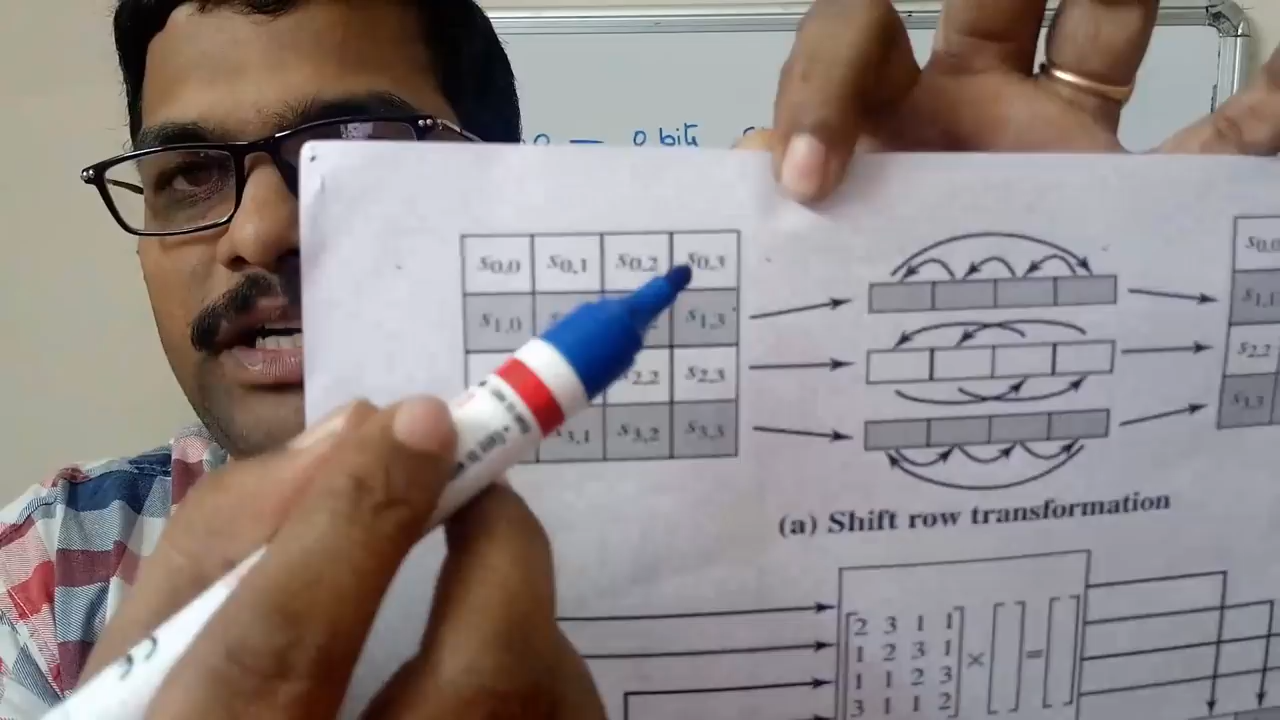 0 — 0 bits
S0,0 S0,1 S0,2 S0,3
S1,0 S1,3
S2,2 S2,3
S3,1 S3,2 S3,3
S1,1
S2,2
S3,3
(a) Shift row transformation
2 3 1 1
1 2 3 1 × =
1 1 2 3
3 1 1 2